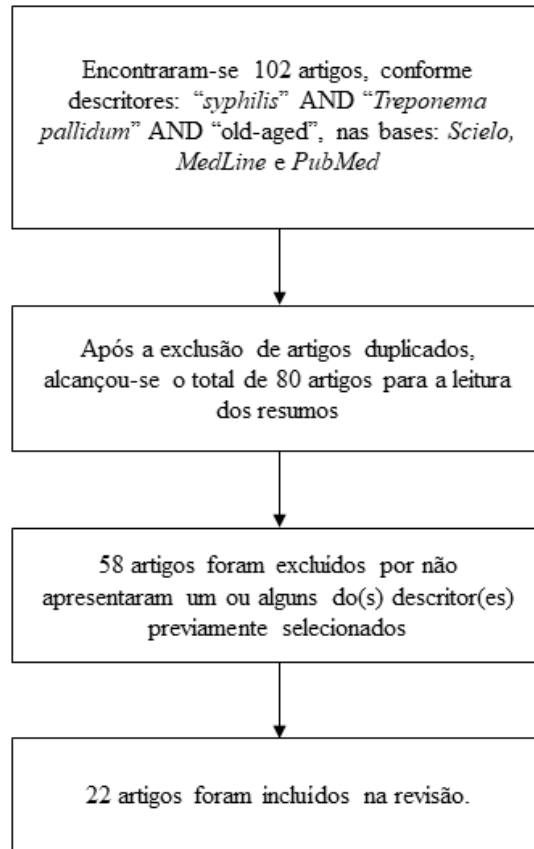 Encontraram-se 102 artigos, conforme
descritores: “syphilis” AND “Treponema
pallidum” AND “old-aged”, nas bases: Scielo,
MedLine e PubMed
Após a exclusão de artigos duplicados,
alcançou-se o total de 80 artigos para a leitura
dos resumos
58 artigos foram excluídos por não
apresentaram um ou alguns do(s) descritor(es)
previamente selecionados
22 artigos foram incluídos na revisão.